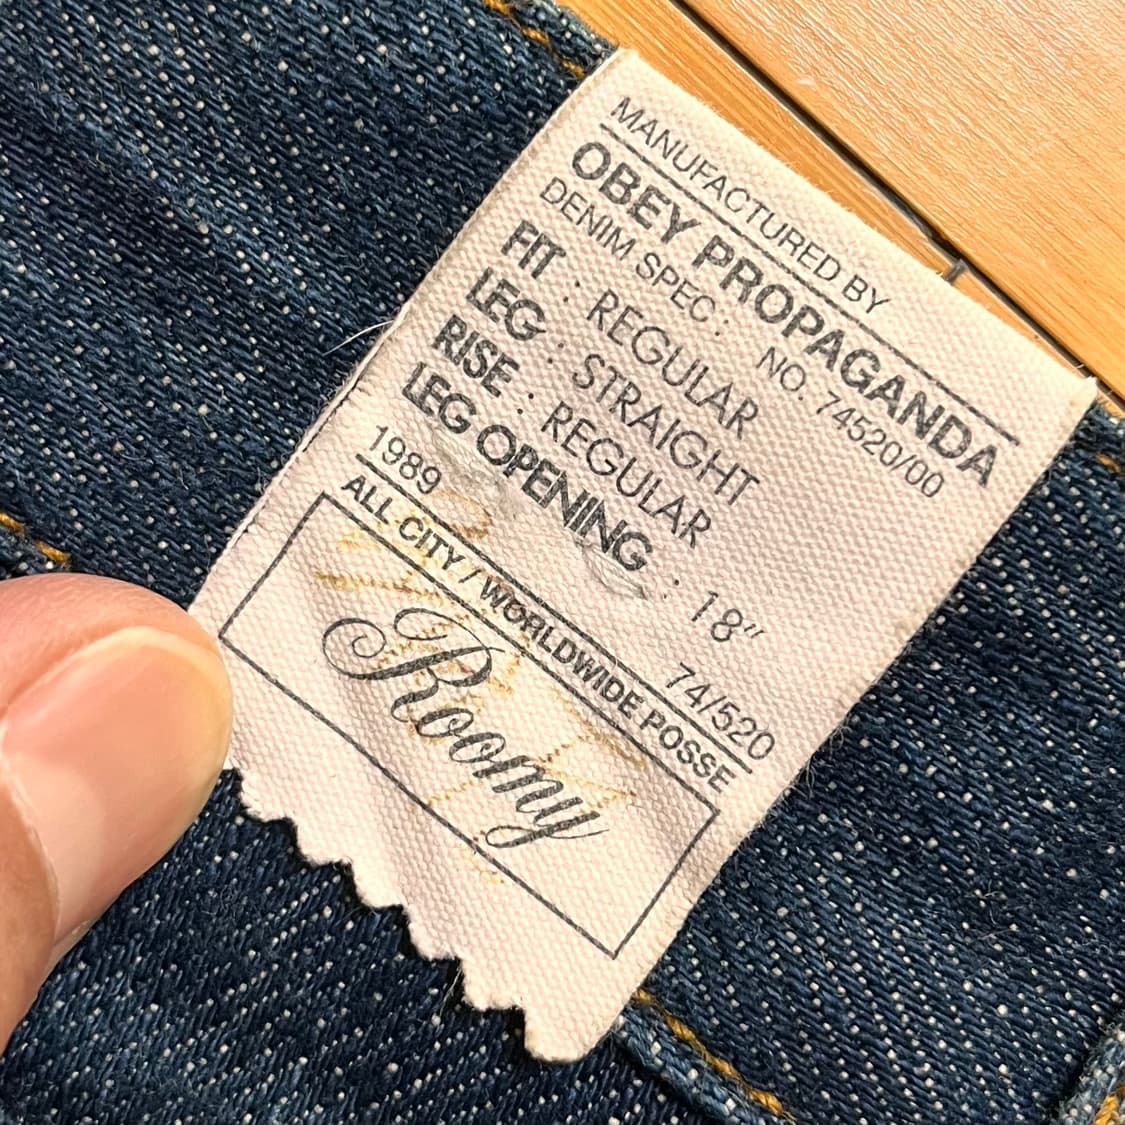 MANUFACTURED BY
OBEY PROPAGANDA
DENIM SPEC : NO. 74520/00
FIT : REGULAR
LEG : STRAIGHT
RISE : REGULAR
LEG OPENING : 18"
1989 74/520
ALL CITY / WORLDWIDE POSSE
Roomy